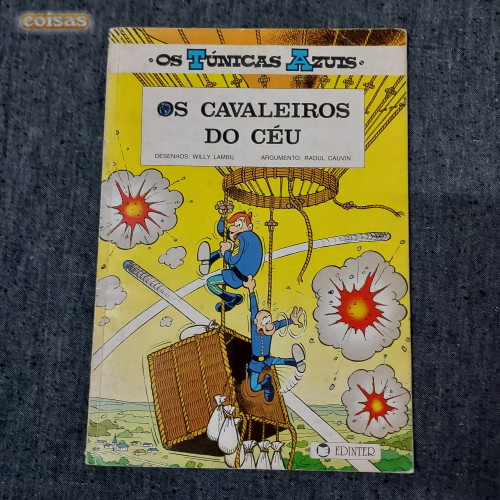 coisas
OS TÚNICAS AZUIS
OS CAVALEIROS
DO CÉU
DESENHOS: WILLY LAMBIL ARGUMENTO: RAOUL CAUVIN
EDINTER